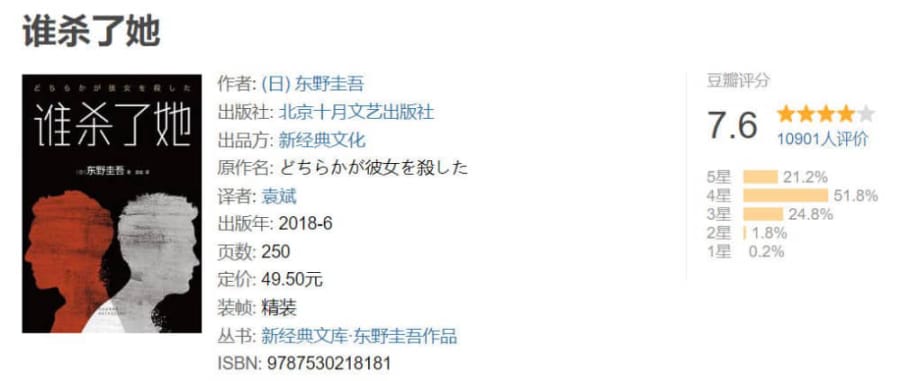 谁杀了她
どちらかが彼女を殺した
谁杀了她
(日) 东野圭吾 著 袁斌 译
作者: (日) 东野圭吾
出版社: 北京十月文艺出版社
出品方: 新经典文化
原作名: どちらかが彼女を殺した
译者: 袁斌
出版年: 2018-6
页数: 250
定价: 49.50元
装帧: 精装
丛书: 新经典文库·东野圭吾作品
ISBN: 9787530218181
豆瓣评分
7.6
10901人评价
5星 21.2%
4星 51.8%
3星 24.8%
2星 1.8%
1星 0.2%